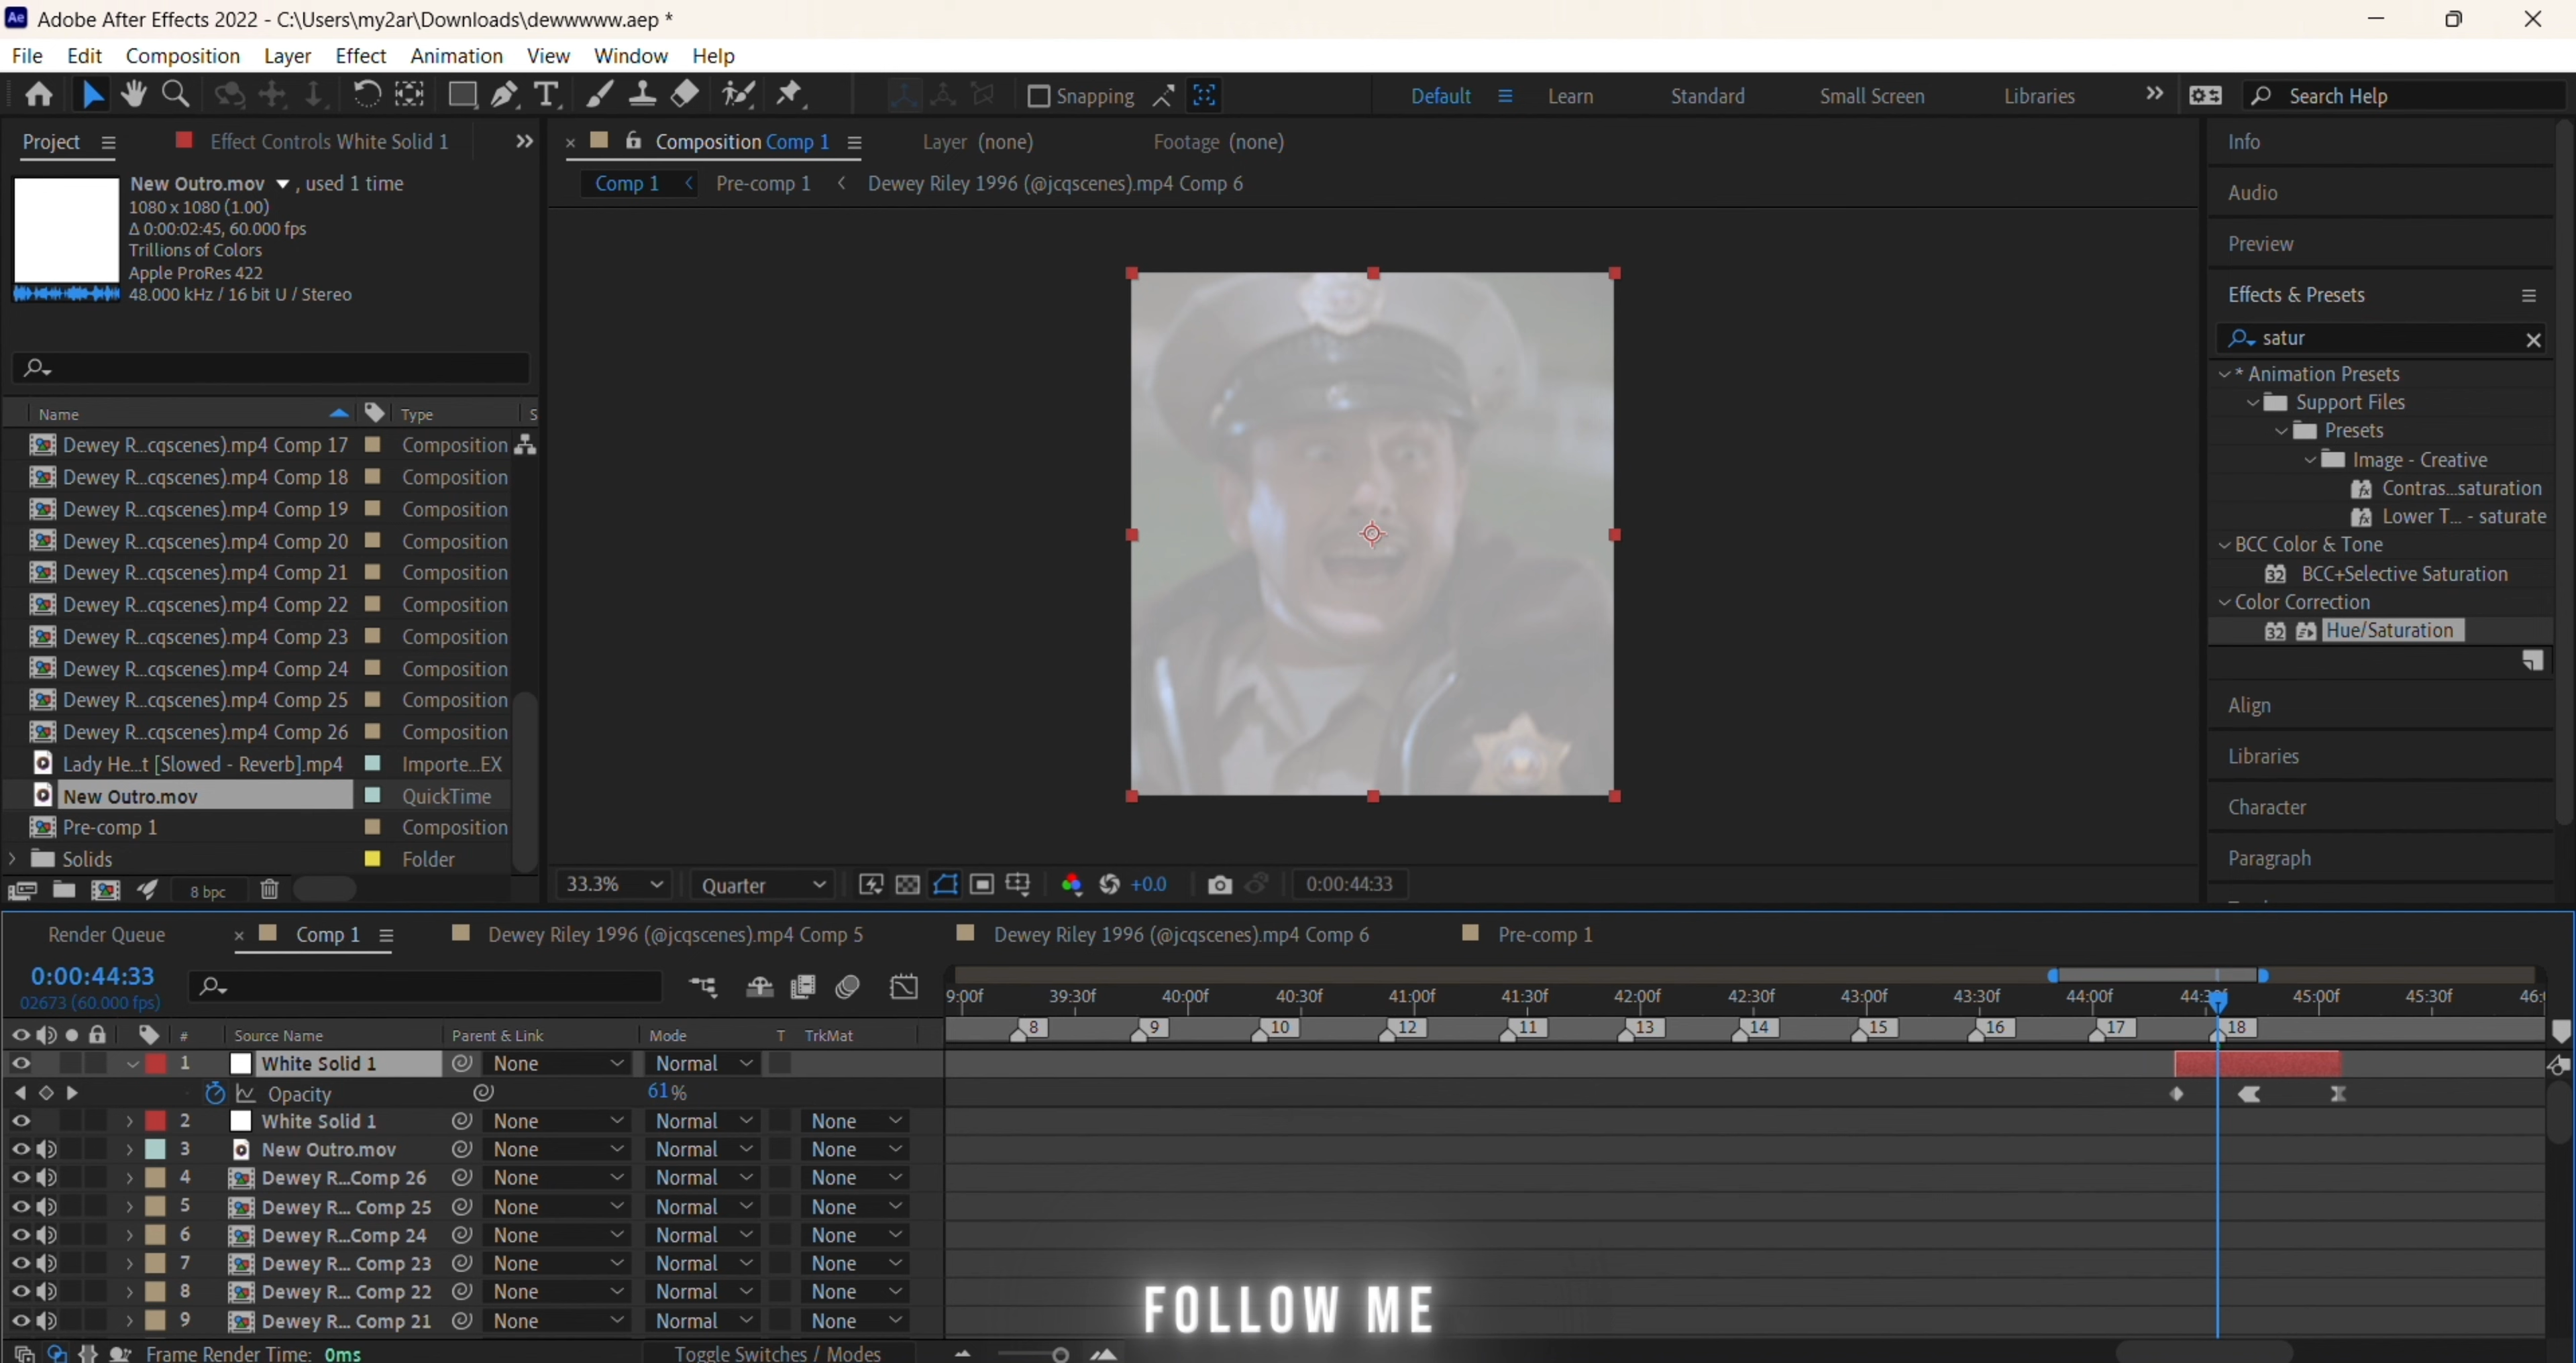 Adobe After Effects 2022 - C:\Users\my2ar\Downloads\dewwwww.aep *
File Edit Composition Layer Effect Animation View Window Help
Snapping Default Learn Standard Small Screen Libraries Search Help
Project Effect Controls White Solid 1
New Outro.mov , used 1 time
1080 x 1080 (1.00)
Δ 0:00:02:45, 60.000 fps
Trillions of Colors
Apple ProRes 422
48.000 kHz / 16 bit U / Stereo
Name Type S
Dewey R...cqscenes).mp4 Comp 17 Composition
Dewey R...cqscenes).mp4 Comp 18 Composition
Dewey R...cqscenes).mp4 Comp 19 Composition
Dewey R...cqscenes).mp4 Comp 20 Composition
Dewey R...cqscenes).mp4 Comp 21 Composition
Dewey R...cqscenes).mp4 Comp 22 Composition
Dewey R...cqscenes).mp4 Comp 23 Composition
Dewey R...cqscenes).mp4 Comp 24 Composition
Dewey R...cqscenes).mp4 Comp 25 Composition
Dewey R...cqscenes).mp4 Comp 26 Composition
Lady He...t [Slowed - Reverb].mp4 Importe...EX
New Outro.mov QuickTime
Pre-comp 1 Composition
Solids Folder
8 bpc
Composition Comp 1 Layer (none) Footage (none)
Comp 1 Pre-comp 1 Dewey Riley 1996 (@jcqscenes).mp4 Comp 6
33.3% Quarter +0.0 0:00:44:33
Info
Audio
Preview
Effects & Presets
satur
* Animation Presets
Support Files
Presets
Image - Creative
Contras...saturation
Lower T... - saturate
BCC Color & Tone
32 BCC+Selective Saturation
Color Correction
32 Hue/Saturation
Align
Libraries
Character
Paragraph
Render Queue Comp 1 Dewey Riley 1996 (@jcqscenes).mp4 Comp 5 Dewey Riley 1996 (@jcqscenes).mp4 Comp 6 Pre-comp 1
0:00:44:33
02673 (60.000 fps)
9:00f 39:30f 40:00f 40:30f 41:00f 41:30f 42:00f 42:30f 43:00f 43:30f 44:00f 44:30f 45:00f 45:30f 46:
8 9 10 12 11 13 14 15 16 17 18
# Source Name Parent & Link Mode T TrkMat
1 White Solid 1 None Normal
Opacity 61%
2 White Solid 1 None Normal None
3 New Outro.mov None Normal None
4 Dewey R...Comp 26 None Normal None
5 Dewey R... Comp 25 None Normal None
6 Dewey R...Comp 24 None Normal None
7 Dewey R... Comp 23 None Normal None
8 Dewey R... Comp 22 None Normal None
9 Dewey R... Comp 21 None Normal None
FOLLOW ME
Frame Render Time: 0ms Toggle Switches / Modes